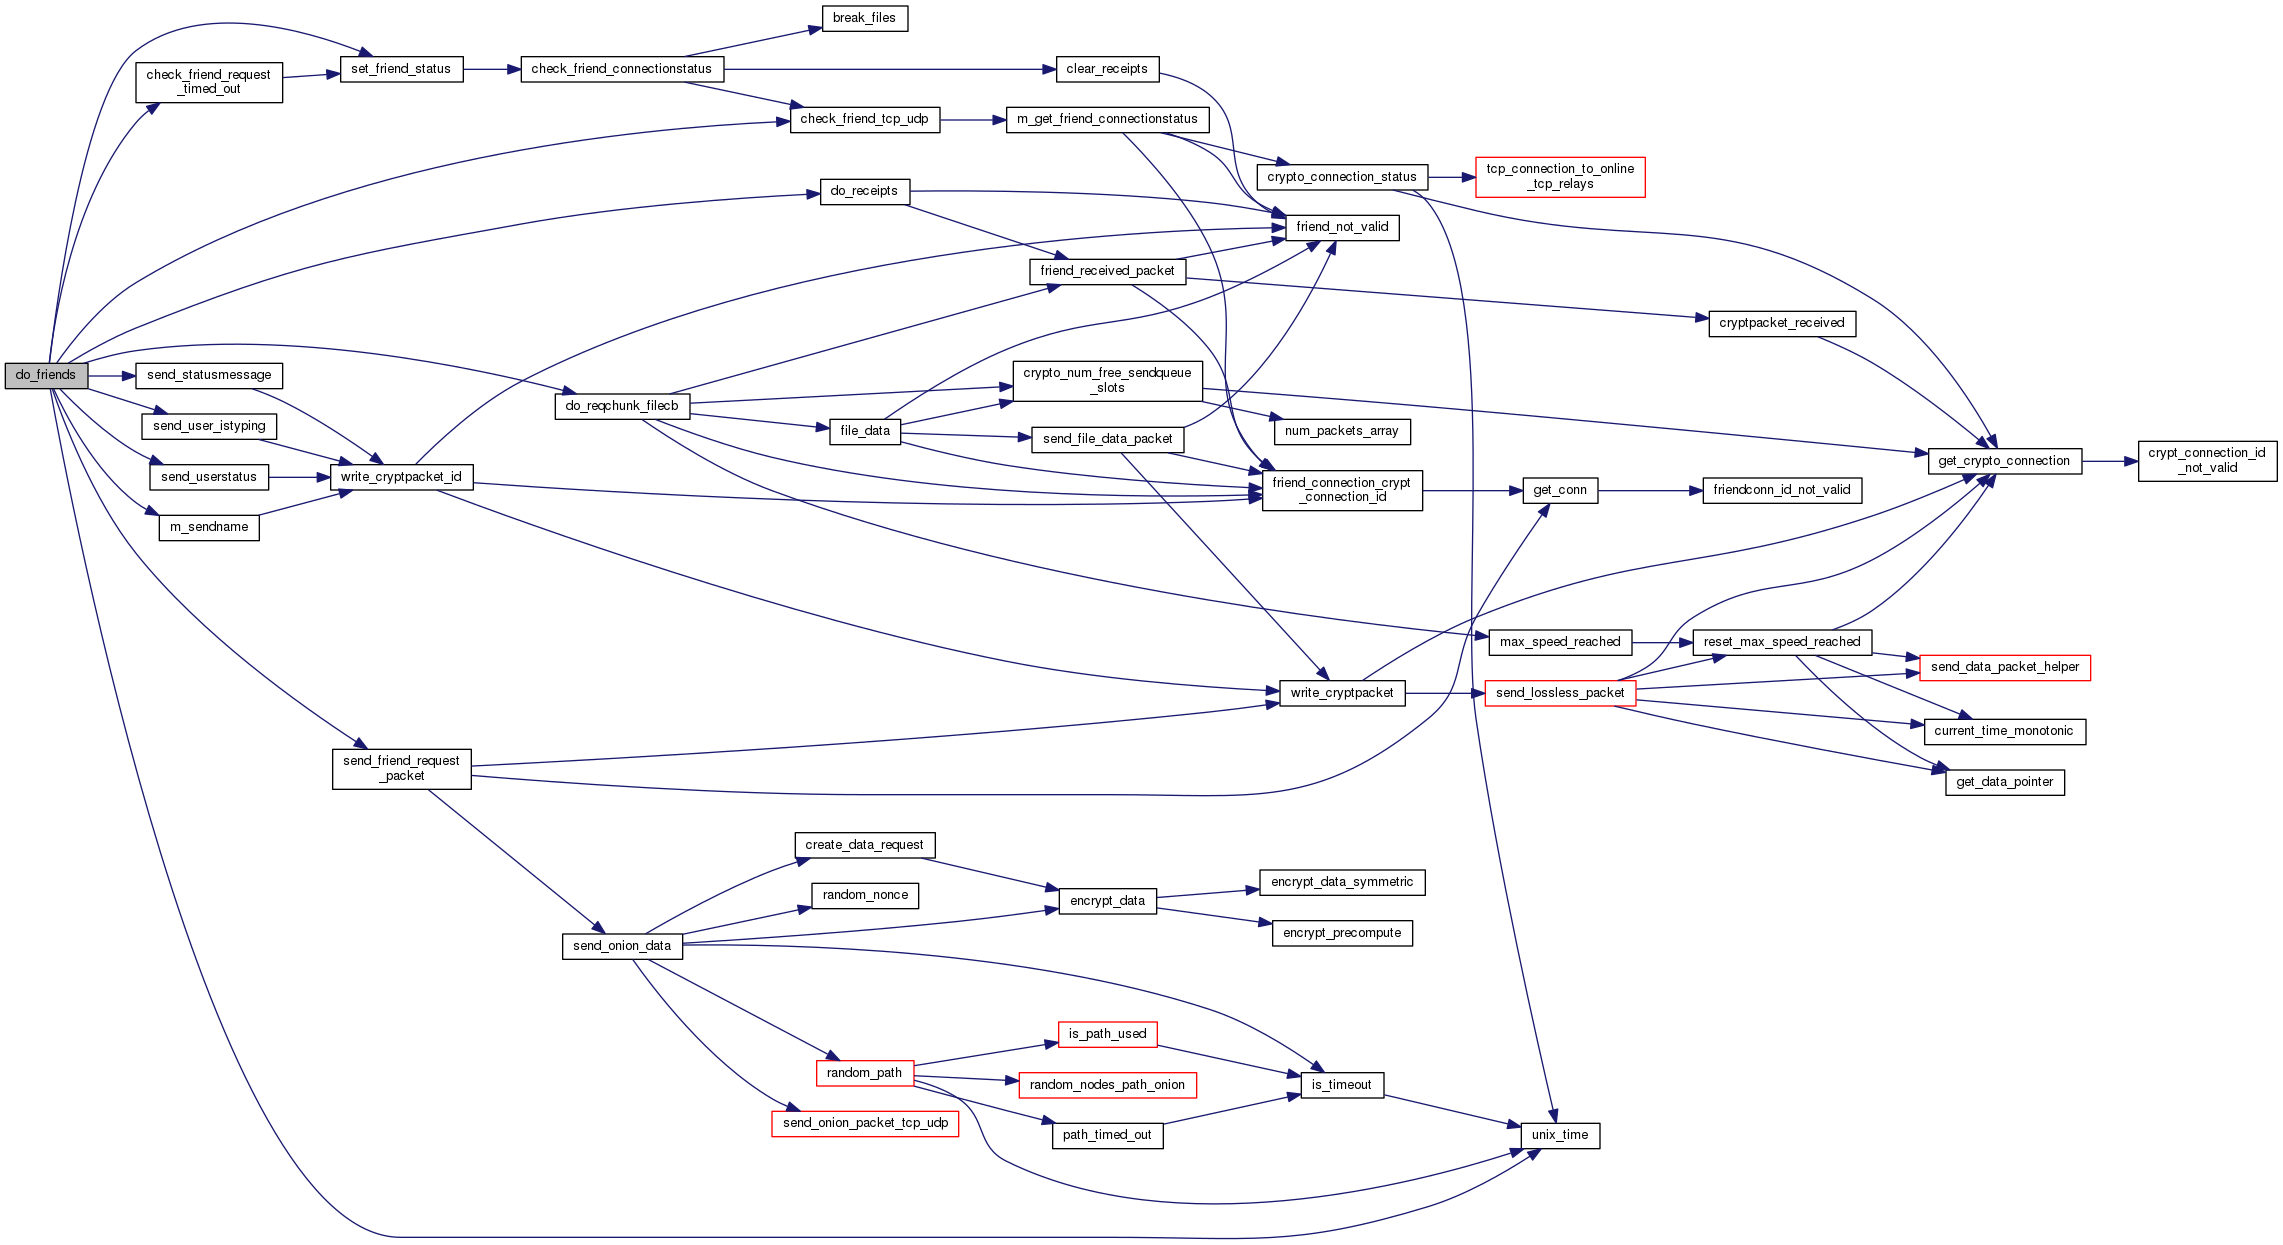 break_files
set_friend_status
check_friend_connectionstatus
clear_receipts
check_friend_request
_timed_out
check_friend_tcp_udp
m_get_friend_connectionstatus
crypto_connection_status
tcp_connection_to_online
_tcp_relays
do_receipts
friend_not_valid
friend_received_packet
cryptpacket_received
do_friends
send_statusmessage
crypto_num_free_sendqueue
_slots
do_reqchunk_filecb
send_user_istyping
file_data
send_file_data_packet
num_packets_array
get_crypto_connection
crypt_connection_id
_not_valid
send_userstatus
write_cryptpacket_id
friend_connection_crypt
_connection_id
get_conn
friendconn_id_not_valid
m_sendname
max_speed_reached
reset_max_speed_reached
send_data_packet_helper
write_cryptpacket
send_lossless_packet
current_time_monotonic
send_friend_request
_packet
get_data_pointer
create_data_request
encrypt_data_symmetric
random_nonce
encrypt_data
encrypt_precompute
send_onion_data
is_path_used
random_path
random_nodes_path_onion
is_timeout
send_onion_packet_tcp_udp
path_timed_out
unix_time